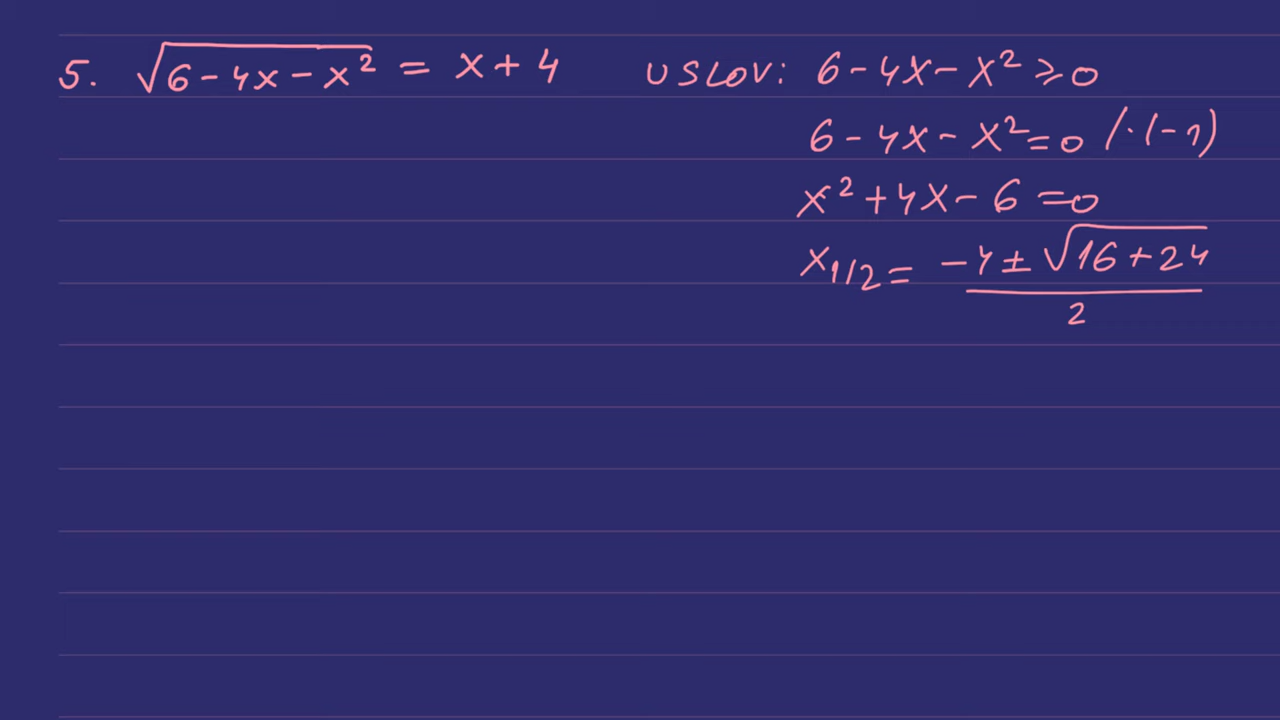 5. √(6-4x-x²) = x+4 USLOV: 6-4x-x² ≥ 0
6-4x-x² = 0 /·(-1)
x²+4x-6 = 0
x1/2 = (-4 ± √(16+24))/2